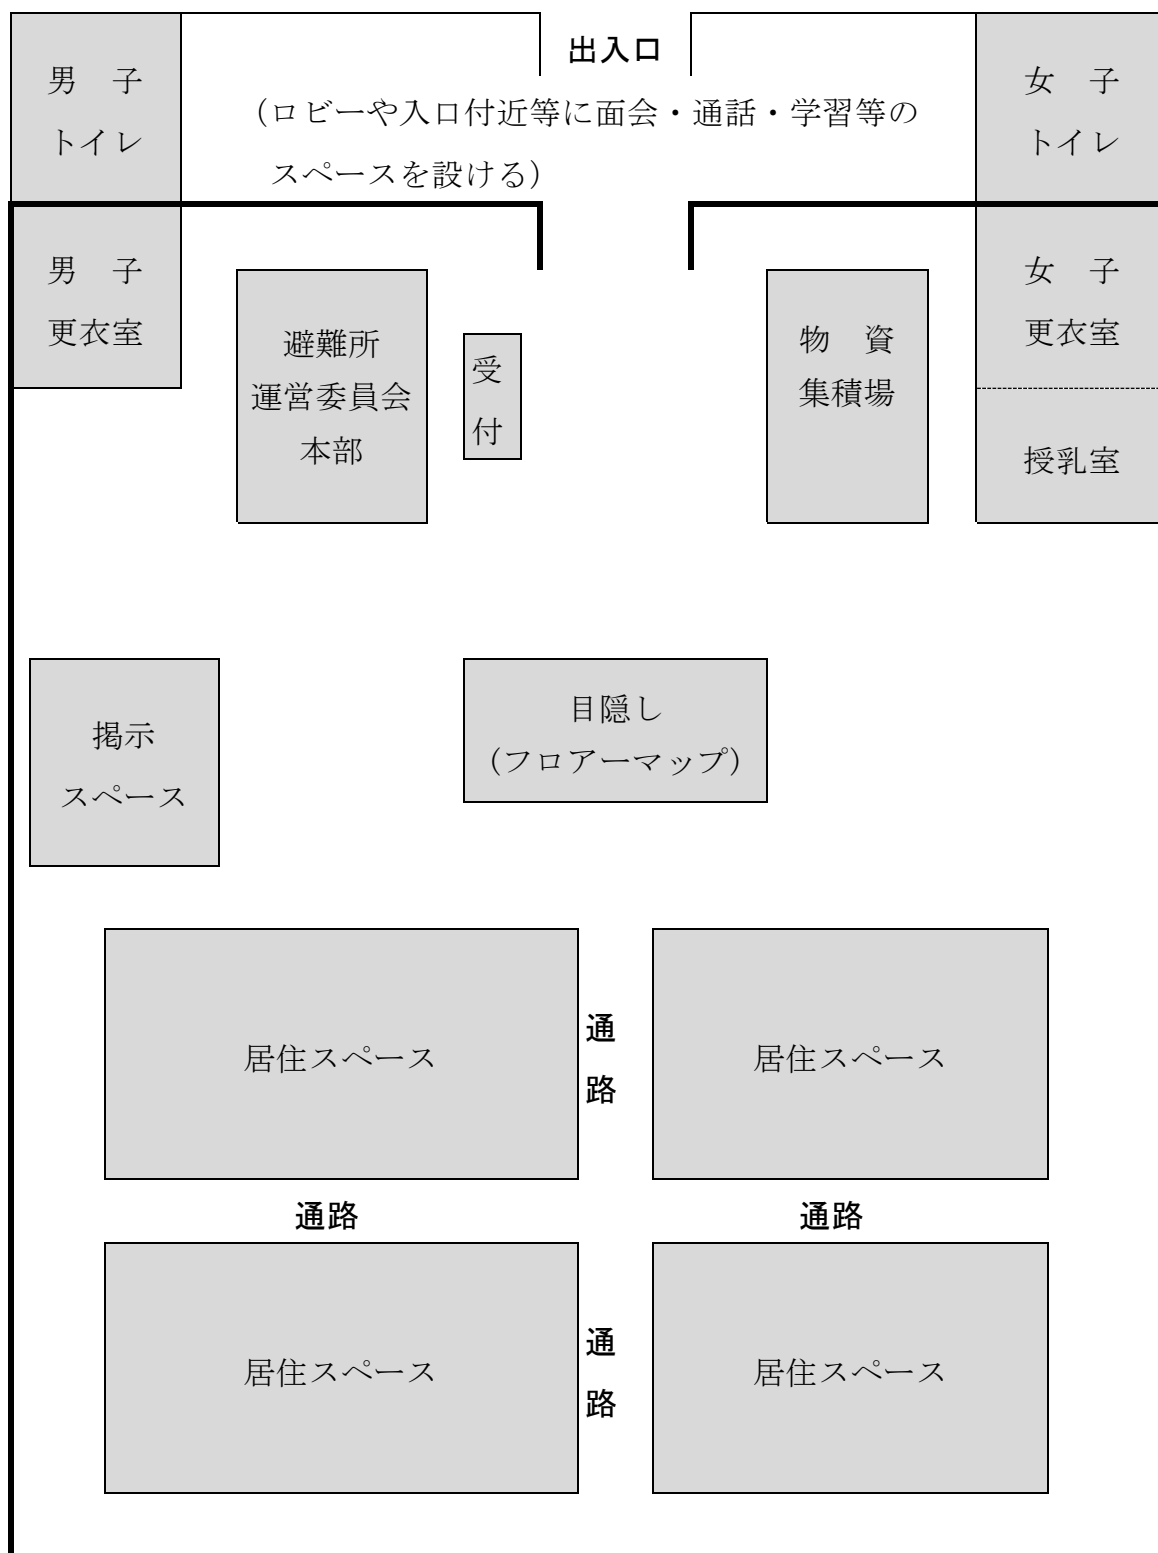 出入口
男　子
トイレ
（ロビーや入口付近等に面会・通話・学習等の
スペースを設ける）
女　子
トイレ
男　子
更衣室
避難所
運営委員会
本部
受
付
物　資
集積場
女　子
更衣室
授乳室
掲示
スペース
目隠し
（フロアーマップ）
居住スペース
通
路
居住スペース
通路
通路
居住スペース
通
路
居住スペース